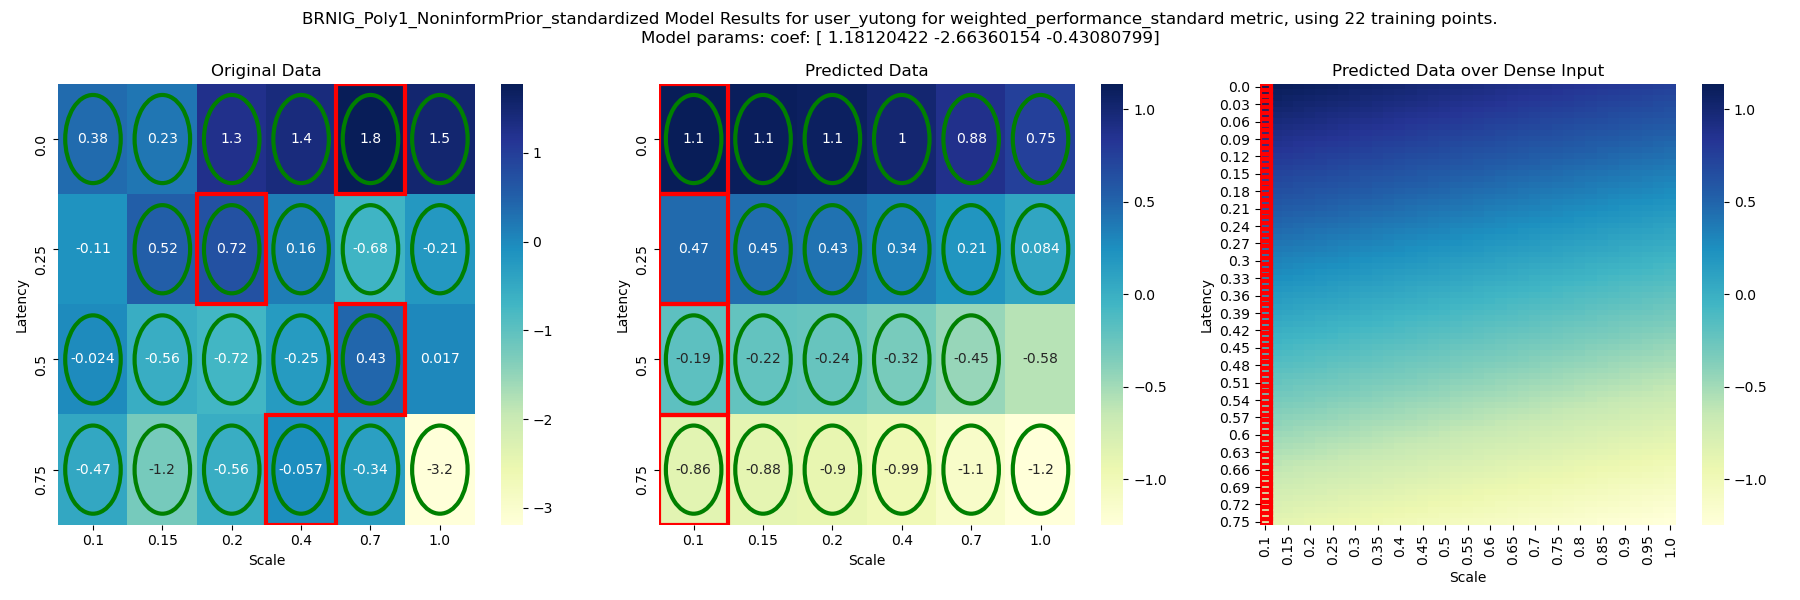 BRNIG_Poly1_NoninformPrior_standardized Model Results for user_yutong for weighted_performance_standard metric, using 22 training points.
Model params: coef: [ 1.18120422 -2.66360154 -0.43080799]
Original Data
0.38 0.23 1.3 1.4 1.8 1.5
-0.11 0.52 0.72 0.16 -0.68 -0.21
-0.024 -0.56 -0.72 -0.25 0.43 0.017
-0.47 -1.2 -0.56 -0.057 -0.34 -3.2
0.0
0.25
0.5
0.75
Latency
0.1 0.15 0.2 0.4 0.7 1.0
Scale
1
0
−1
−2
−3
Predicted Data
1.1 1.1 1.1 1 0.88 0.75
0.47 0.45 0.43 0.34 0.21 0.084
-0.19 -0.22 -0.24 -0.32 -0.45 -0.58
-0.86 -0.88 -0.9 -0.99 -1.1 -1.2
0.0
0.25
0.5
0.75
Latency
0.1 0.15 0.2 0.4 0.7 1.0
Scale
1.0
0.5
0.0
−0.5
−1.0
Predicted Data over Dense Input
0.0
0.03
0.06
0.09
0.12
0.15
0.18
0.21
0.24
0.27
0.3
0.33
0.36
0.39
0.42
0.45
0.48
0.51
0.54
0.57
0.6
0.63
0.66
0.69
0.72
0.75
Latency
0.1 0.15 0.2 0.25 0.3 0.35 0.4 0.45 0.5 0.55 0.6 0.65 0.7 0.75 0.8 0.85 0.9 0.95 1.0
Scale
1.0
0.5
0.0
−0.5
−1.0